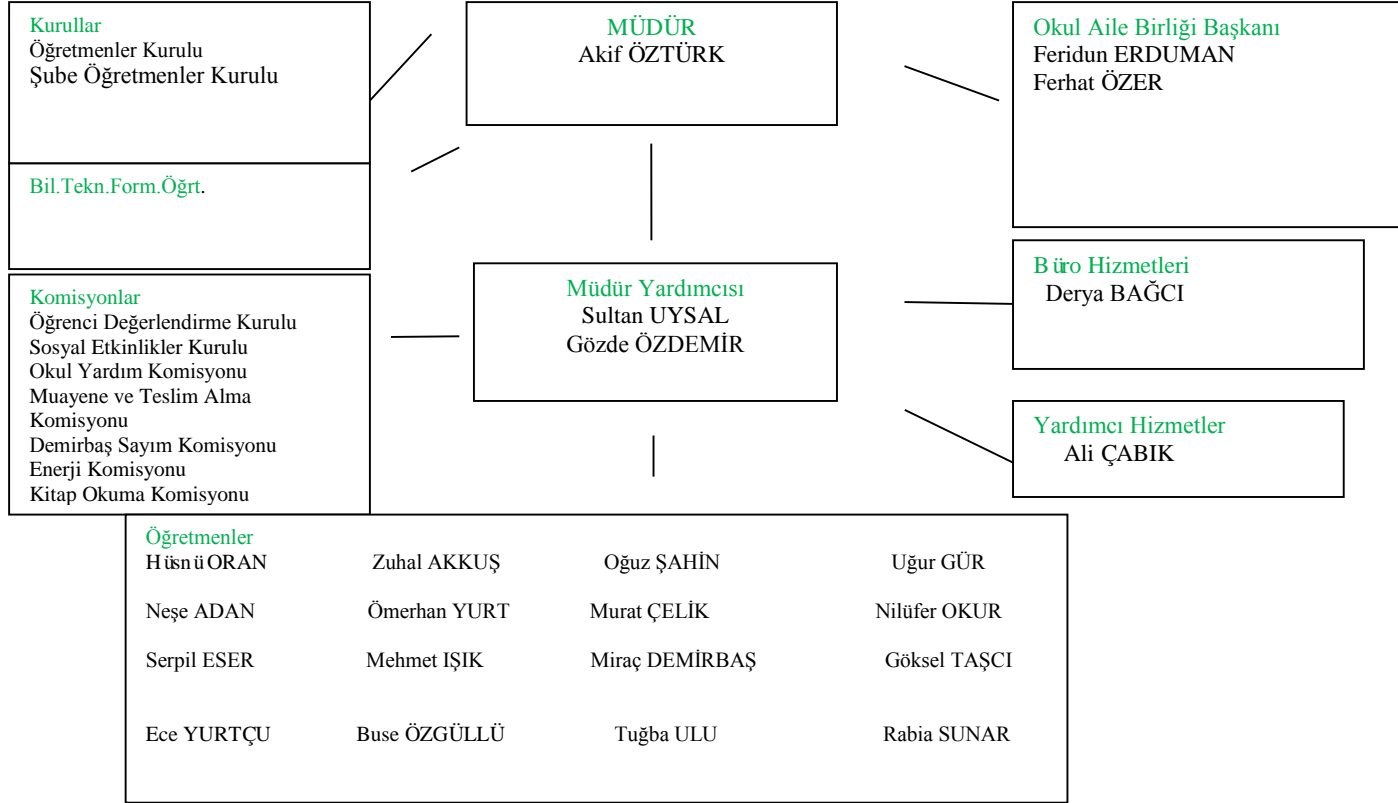 Kurullar
Öğretmenler Kurulu
Şube Öğretmenler Kurulu
MÜDÜR
Akif ÖZTÜRK
Okul Aile Birliği Başkanı
Feridun ERDUMAN
Ferhat ÖZER
Bil.Tekn.Form.Öğrt.
Müdür Yardımcısı
Sultan UYSAL
Gözde ÖZDEMİR
Büro Hizmetleri
Derya BAĞCI
Komisyonlar
Öğrenci Değerlendirme Kurulu
Sosyal Etkinlikler Kurulu
Okul Yardım Komisyonu
Muayene ve Teslim Alma
Komisyonu
Demirbaş Sayım Komisyonu
Enerji Komisyonu
Kitap Okuma Komisyonu
Yardımcı Hizmetler
Ali ÇABIK
Öğretmenler
Hüsnü ORAN Zuhal AKKUŞ Oğuz ŞAHİN Uğur GÜR
Neşe ADAN Ömerhan YURT Murat ÇELİK Nilüfer OKUR
Serpil ESER Mehmet IŞIK Miraç DEMİRBAŞ Göksel TAŞCI
Ece YURTÇU Buse ÖZGÜLLÜ Tuğba ULU Rabia SUNAR